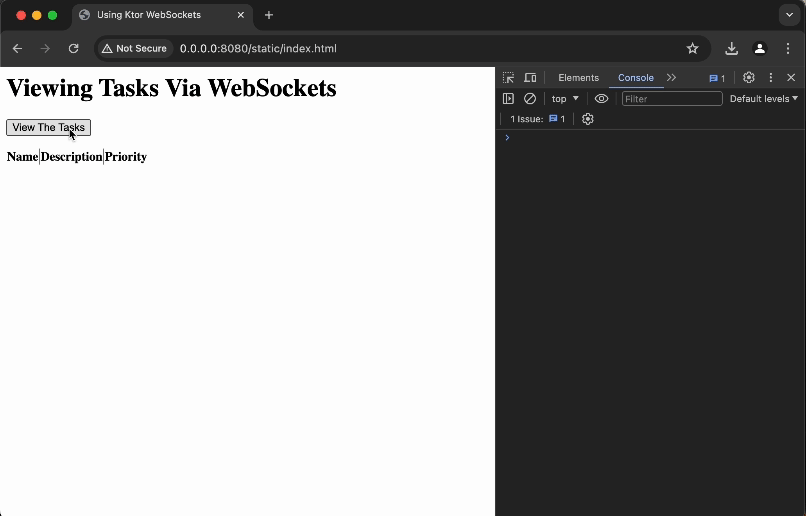 Using Ktor WebSockets
Not Secure
0.0.0.0:8080/static/index.html
Viewing Tasks Via WebSockets
View The Tasks
Name Description Priority
Elements Console 1
top Filter Default levels
1 Issue: 1